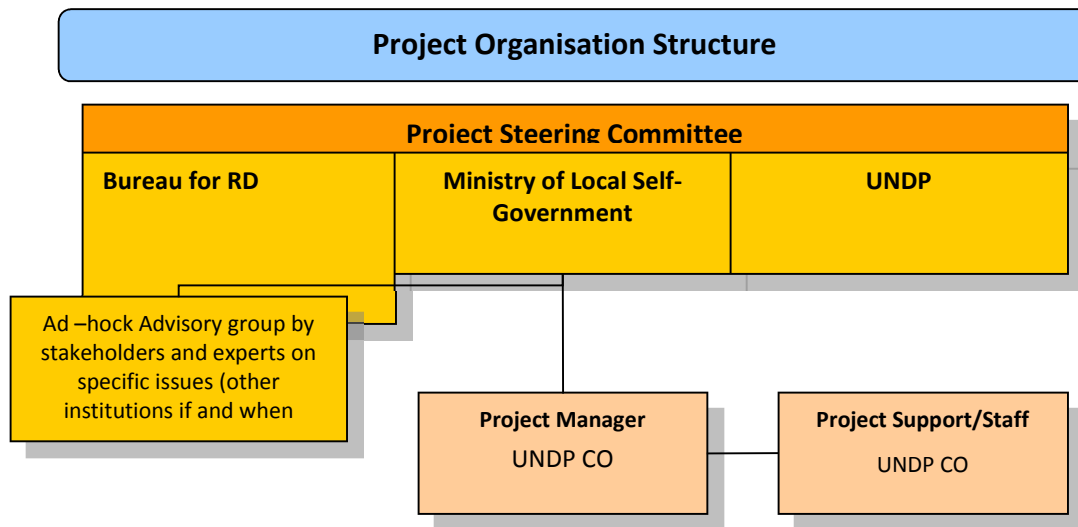 Project Organisation Structure
Project Steering Committee
Bureau for RD
Ministry of Local Self-
Government
UNDP
Ad –hock Advisory group by
stakeholders and experts on
specific issues (other
institutions if and when
Project Manager
UNDP CO
Project Support/Staff
UNDP CO